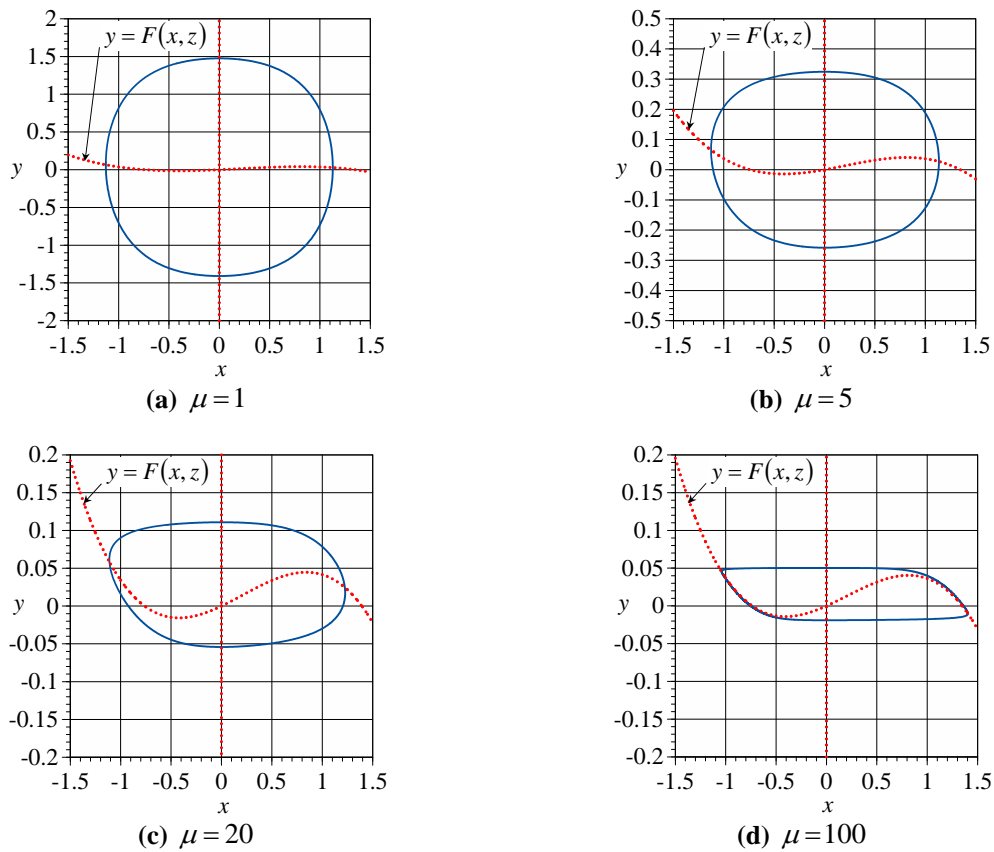 2
1.5
1
0.5
0
-0.5
-1
-1.5
-2
y
y = F(x, z)
-1.5 -1 -0.5 0 0.5 1 1.5
x
(a) μ = 1
0.5
0.4
0.3
0.2
0.1
0
-0.1
-0.2
-0.3
-0.4
-0.5
y
y = F(x, z)
-1.5 -1 -0.5 0 0.5 1 1.5
x
(b) μ = 5
0.2
0.15
0.1
0.05
0
-0.05
-0.1
-0.15
-0.2
y
y = F(x, z)
-1.5 -1 -0.5 0 0.5 1 1.5
x
(c) μ = 20
0.2
0.15
0.1
0.05
0
-0.05
-0.1
-0.15
-0.2
y
y = F(x, z)
-1.5 -1 -0.5 0 0.5 1 1.5
x
(d) μ = 100